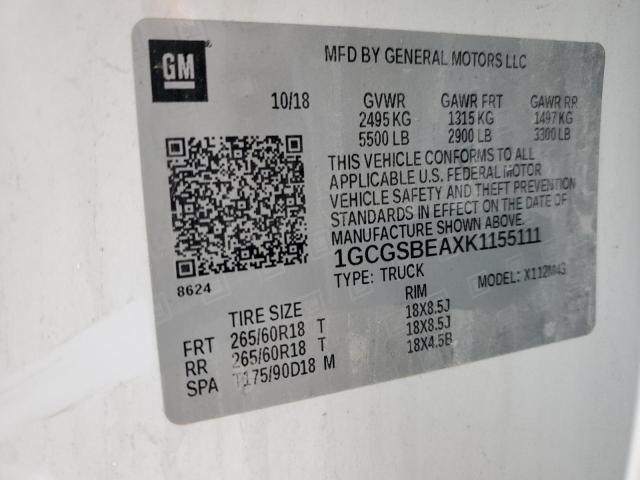 GM
MFD BY GENERAL MOTORS LLC
10/18 GVWR GAWR FRT GAWR RR
2495 KG 1315 KG 1497 KG
5500 LB 2900 LB 3300 LB
THIS VEHICLE CONFORMS TO ALL
APPLICABLE U.S. FEDERAL MOTOR
VEHICLE SAFETY AND THEFT PREVENTION
STANDARDS IN EFFECT ON THE DATE OF
MANUFACTURE SHOWN ABOVE.
1GCGSBEAXK1155111
8624
TYPE: TRUCK MODEL: X112M43
TIRE SIZE RIM
FRT 265/60R18 T 18X8.5J
RR 265/60R18 T 18X8.5J
SPA T175/90D18 M 18X4.5B